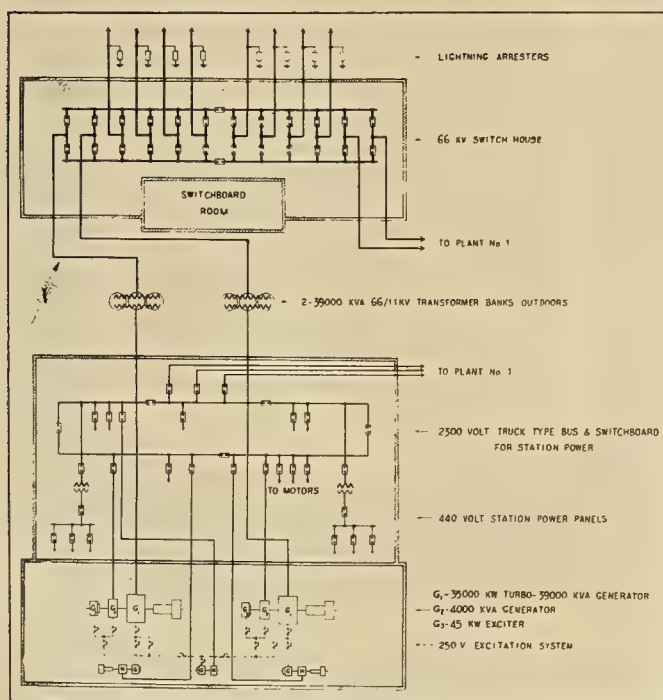 LIGHTNING ARRESTERS
66 KV SWITCH HOUSE
SWITCHBOARD
ROOM
TO PLANT No 1
2-39000 KVA 66/11KV TRANSFORMER BANKS OUTDOORS
TO PLANT No 1
2300 VOLT TRUCK TYPE BUS & SWITCHBOARD
FOR STATION POWER
TO MOTORS
440 VOLT STATION POWER PANELS
G₁-35000 KW TURBO-39000 KVA GENERATOR
G₂-4000 KVA GENERATOR
G₃-45 KW EXCITER
250 V EXCITATION SYSTEM